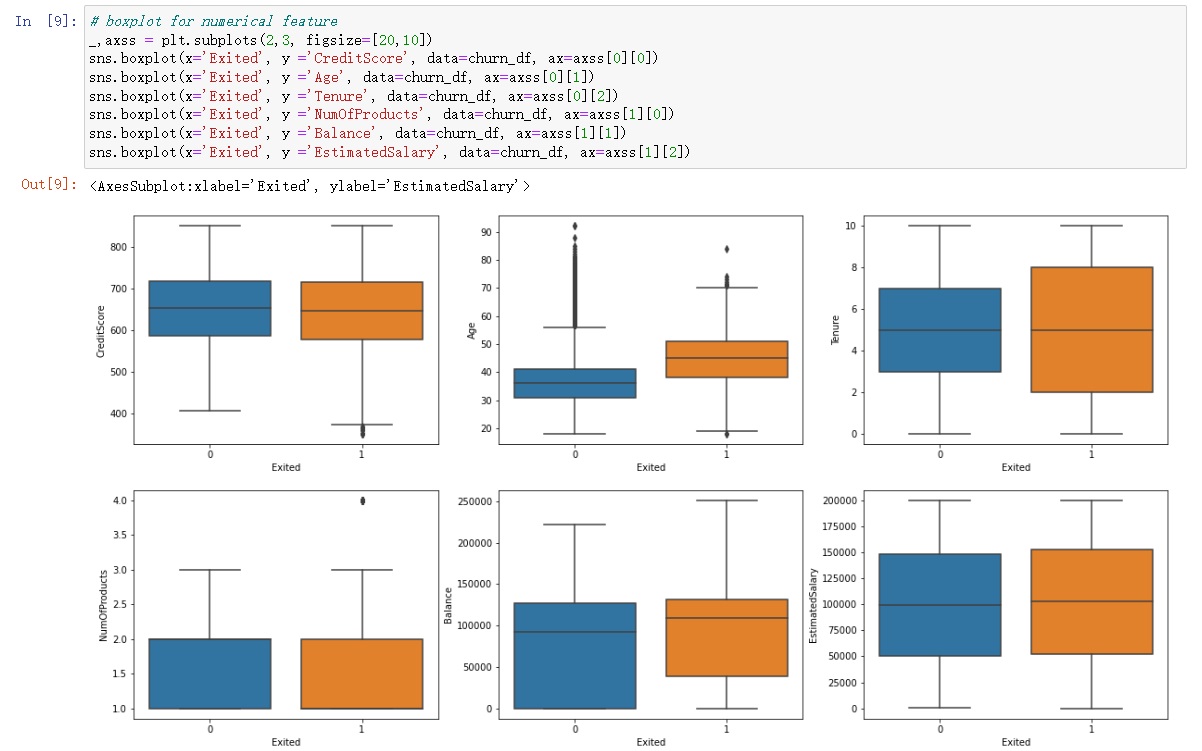 In [9]: # boxplot for numerical feature
_,axss = plt.subplots(2,3, figsize=[20,10])
sns.boxplot(x='Exited', y ='CreditScore', data=churn_df, ax=axss[0][0])
sns.boxplot(x='Exited', y ='Age', data=churn_df, ax=axss[0][1])
sns.boxplot(x='Exited', y ='Tenure', data=churn_df, ax=axss[0][2])
sns.boxplot(x='Exited', y ='NumOfProducts', data=churn_df, ax=axss[1][0])
sns.boxplot(x='Exited', y ='Balance', data=churn_df, ax=axss[1][1])
sns.boxplot(x='Exited', y ='EstimatedSalary', data=churn_df, ax=axss[1][2])
Out[9]: <AxesSubplot:xlabel='Exited', ylabel='EstimatedSalary'>
CreditScore
800
700
600
500
400
0 1
Exited
Age
90
80
70
60
50
40
30
20
0 1
Exited
Tenure
10
8
6
4
2
0
0 1
Exited
NumOfProducts
4.0
3.5
3.0
2.5
2.0
1.5
1.0
0 1
Exited
Balance
250000
200000
150000
100000
50000
0
0 1
Exited
EstimatedSalary
200000
175000
150000
125000
100000
75000
50000
25000
0
0 1
Exited